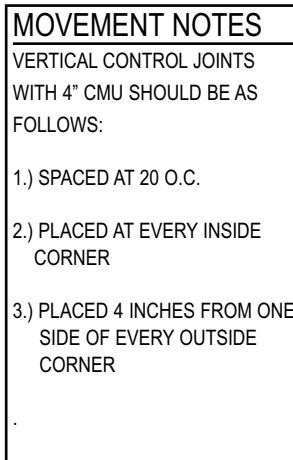 MOVEMENT NOTES
VERTICAL CONTROL JOINTS
WITH 4” CMU SHOULD BE AS
FOLLOWS:
1.) SPACED AT 20 O.C.
2.) PLACED AT EVERY INSIDE
CORNER
3.) PLACED 4 INCHES FROM ONE
SIDE OF EVERY OUTSIDE
CORNER
.